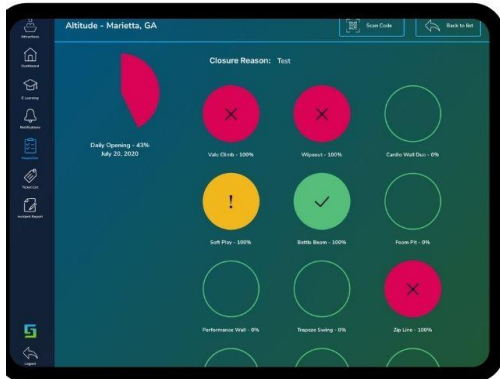 Altitude - Marietta, GA
Scan Code
Back to list
Attractions
Dashboard
E Learning
Notifications
Inspection
Ticket List
Incident Report
Logout
Closure Reason: Test
Daily Opening - 43%
July 20, 2020
Vale Climb - 100%
Wipeout - 100%
Cardio Wall Duo - 0%
Soft Play - 100%
Battle Beam - 100%
Foam Pit - 0%
Performance Wall - 0%
Trapeze Swing - 0%
Zip Line - 100%